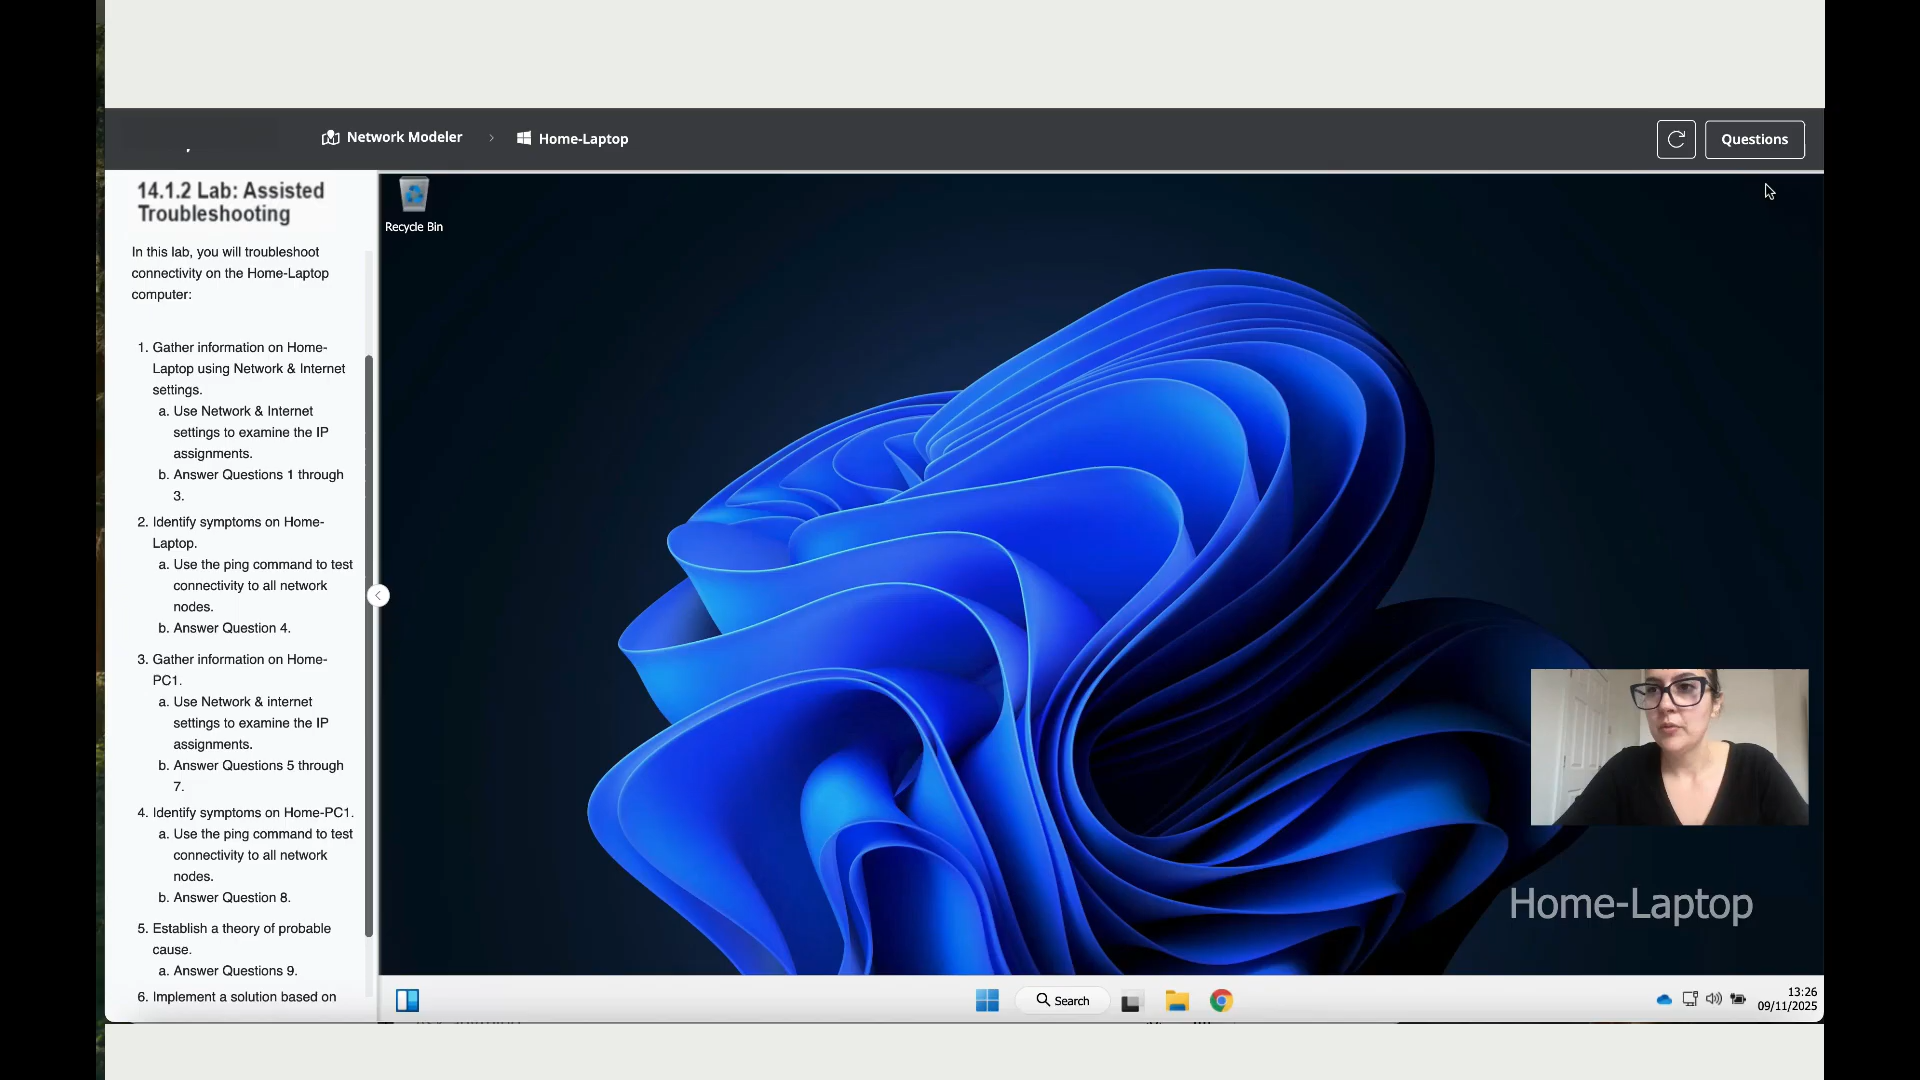 Network Modeler
Home-Laptop
Questions
14.1.2 Lab: Assisted
Troubleshooting
In this lab, you will troubleshoot
connectivity on the Home-Laptop
computer:
1. Gather information on Home-
Laptop using Network & Internet
settings.
a. Use Network & Internet
settings to examine the IP
assignments.
b. Answer Questions 1 through
3.
2. Identify symptoms on Home-
Laptop.
a. Use the ping command to test
connectivity to all network
nodes.
b. Answer Question 4.
3. Gather information on Home-
PC1.
a. Use Network & internet
settings to examine the IP
assignments.
b. Answer Questions 5 through
7.
4. Identify symptoms on Home-PC1.
a. Use the ping command to test
connectivity to all network
nodes.
b. Answer Question 8.
5. Establish a theory of probable
cause.
a. Answer Questions 9.
6. Implement a solution based on
Recycle Bin
Home-Laptop
Search
13:26
09/11/2025